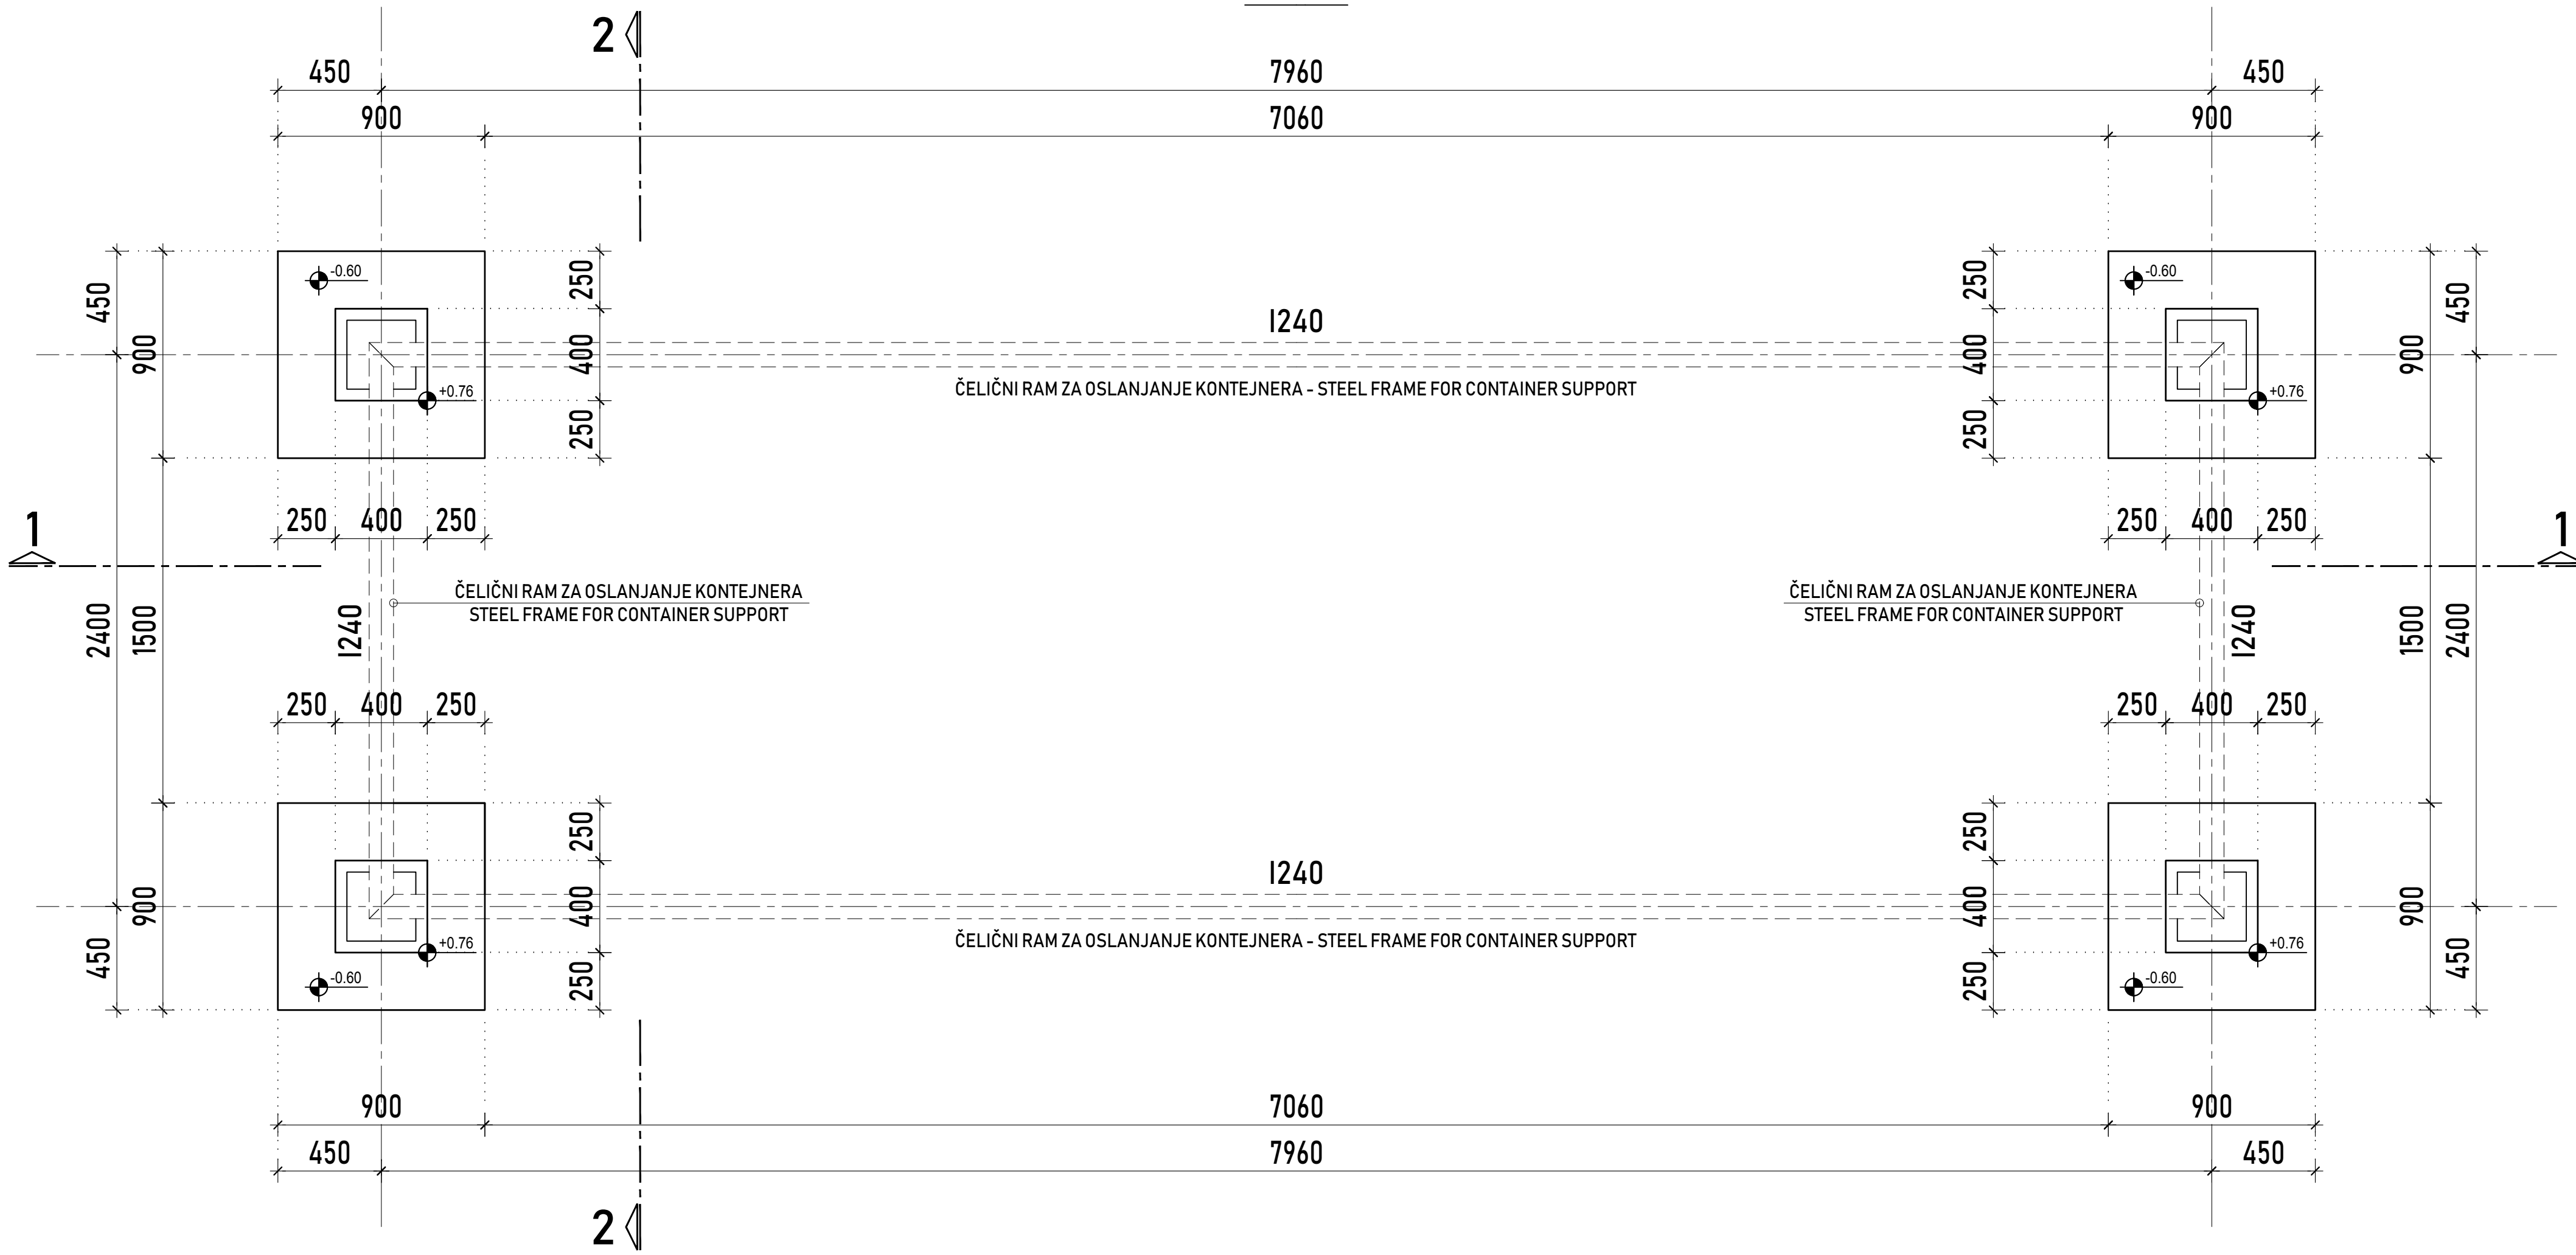 2
450 7960 450
900 7060 900
-0.60 250 250 -0.60
450 900 400 1240 400 900 450
+0.76 ČELIČNI RAM ZA OSLANJANJE KONTEJNERA - STEEL FRAME FOR CONTAINER SUPPORT +0.76
250 250
250 400 250 250 400 250
1 1
ČELIČNI RAM ZA OSLANJANJE KONTEJNERA
STEEL FRAME FOR CONTAINER SUPPORT
ČELIČNI RAM ZA OSLANJANJE KONTEJNERA
STEEL FRAME FOR CONTAINER SUPPORT
2400 1500 I240 I240 1500 2400
250 400 250 250 400 250
250 250
900 400 I240 400 900
+0.76 ČELIČNI RAM ZA OSLANJANJE KONTEJNERA - STEEL FRAME FOR CONTAINER SUPPORT +0.76
450 -0.60 250 250 -0.60 450
900 7060 900
450 7960 450
2